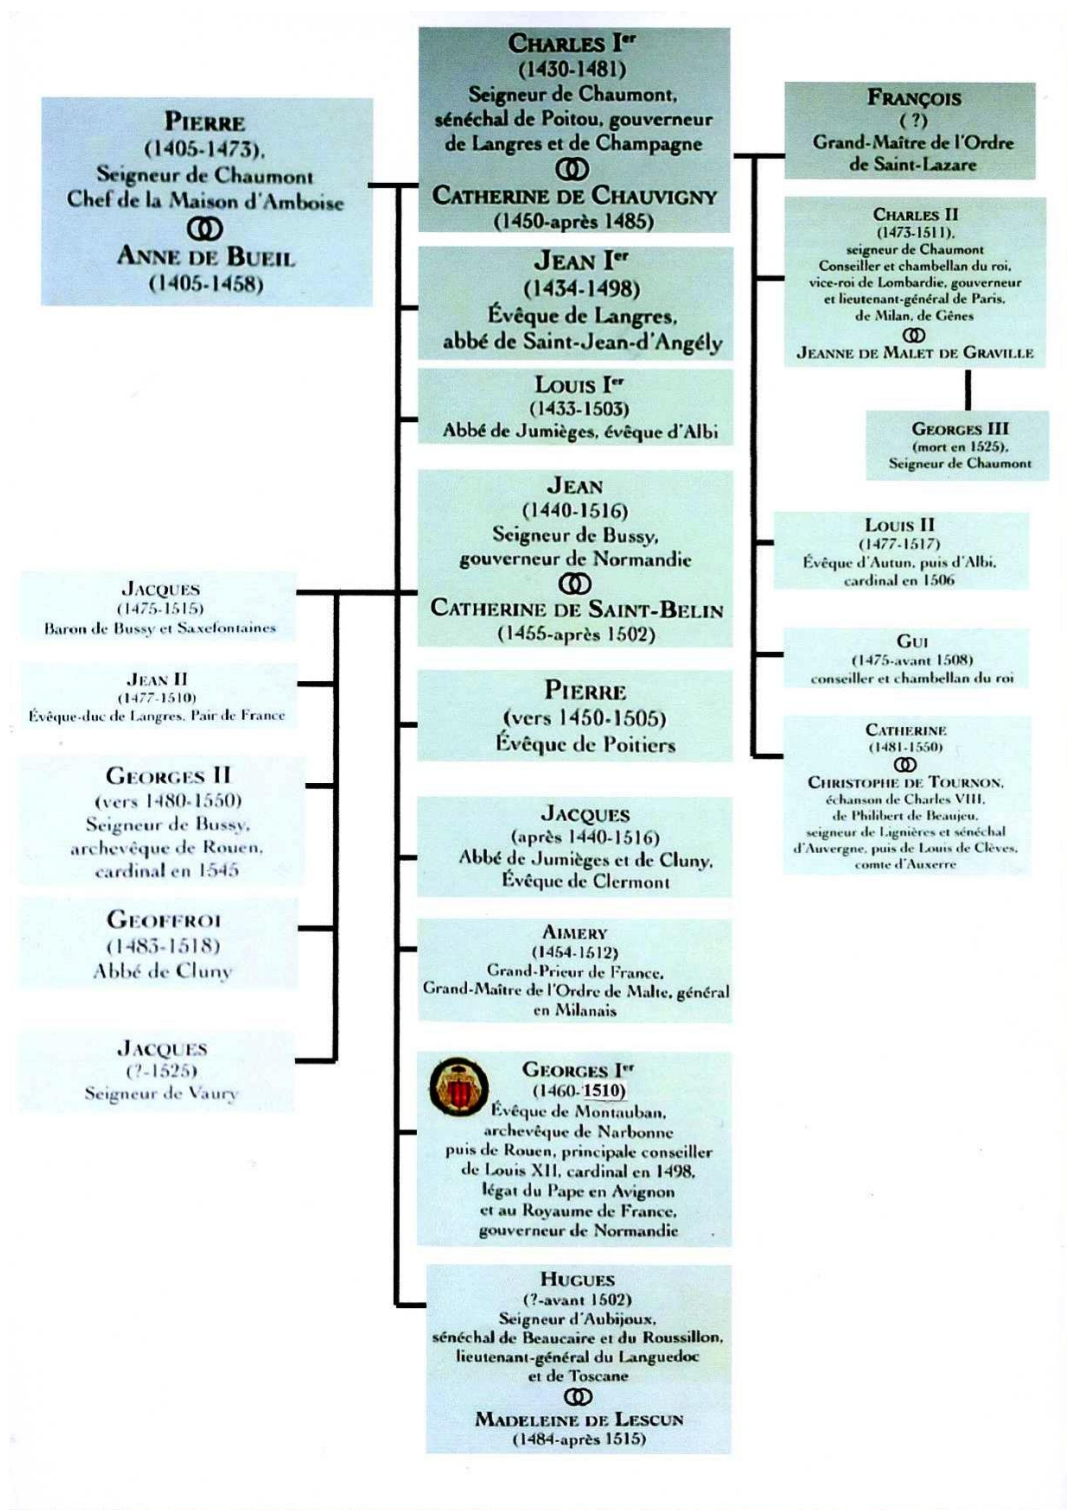 PIERRE
(1405-1473),
Seigneur de Chaumont
Chef de la Maison d'Amboise
ANNE DE BUEIL
(1405-1458)
CHARLES Ier
(1430-1481)
Seigneur de Chaumont,
sénéchal de Poitou, gouverneur
de Langres et de Champagne
CATHERINE DE CHAUVIGNY
(1450-après 1485)
JEAN Ier
(1434-1498)
Évêque de Langres,
abbé de Saint-Jean-d'Angély
LOUIS Ier
(1433-1503)
Abbé de Jumièges, évêque d'Albi
JEAN
(1440-1516)
Seigneur de Bussy,
gouverneur de Normandie
CATHERINE DE SAINT-BELIN
(1455-après 1502)
PIERRE
(vers 1450-1505)
Évêque de Poitiers
JACQUES
(après 1440-1516)
Abbé de Jumièges et de Cluny,
Évêque de Clermont
AIMERY
(1454-1512)
Grand-Prieur de France,
Grand-Maître de l'Ordre de Malte, général
en Milanais
GEORGES Ier
(1460-1510)
Évêque de Montauban,
archevêque de Narbonne
puis de Rouen, principale conseiller
de Louis XII, cardinal en 1498,
légat du Pape en Avignon
et au Royaume de France,
gouverneur de Normandie
HUGUES
(?-avant 1502)
Seigneur d'Aubijoux,
sénéchal de Beaucaire et du Roussillon,
lieutenant-général du Languedoc
et de Toscane
MADELEINE DE LESCUN
(1484-après 1515)
FRANÇOIS
(?)
Grand-Maître de l'Ordre
de Saint-Lazare
CHARLES II
(1473-1511),
seigneur de Chaumont
Conseiller et chambellan du roi,
vice-roi de Lombardie, gouverneur
et lieutenant-général de Paris,
de Milan, de Gênes
JEANNE DE MALET DE GRAVILLE
GEORGES III
(mort en 1525),
Seigneur de Chaumont
LOUIS II
(1477-1517)
Évêque d'Autun, puis d'Albi,
cardinal en 1506
GUI
(1475-avant 1508)
conseiller et chambellan du roi
CATHERINE
(1481-1550)
CHRISTOPHE DE TOURNON,
échanson de Charles VIII,
de Philibert de Beaujeu,
seigneur de Lignières et sénéchal
d'Auvergne, puis de Louis de Clèves,
comte d'Auxerre
JACQUES
(1475-1515)
Baron de Bussy et Saxefontaines
JEAN II
(1477-1510)
Évêque-duc de Langres, Pair de France
GEORGES II
(vers 1480-1550)
Seigneur de Bussy,
archevêque de Rouen,
cardinal en 1545
GEOFFROI
(1483-1518)
Abbé de Cluny
JACQUES
(?-1525)
Seigneur de Vaury